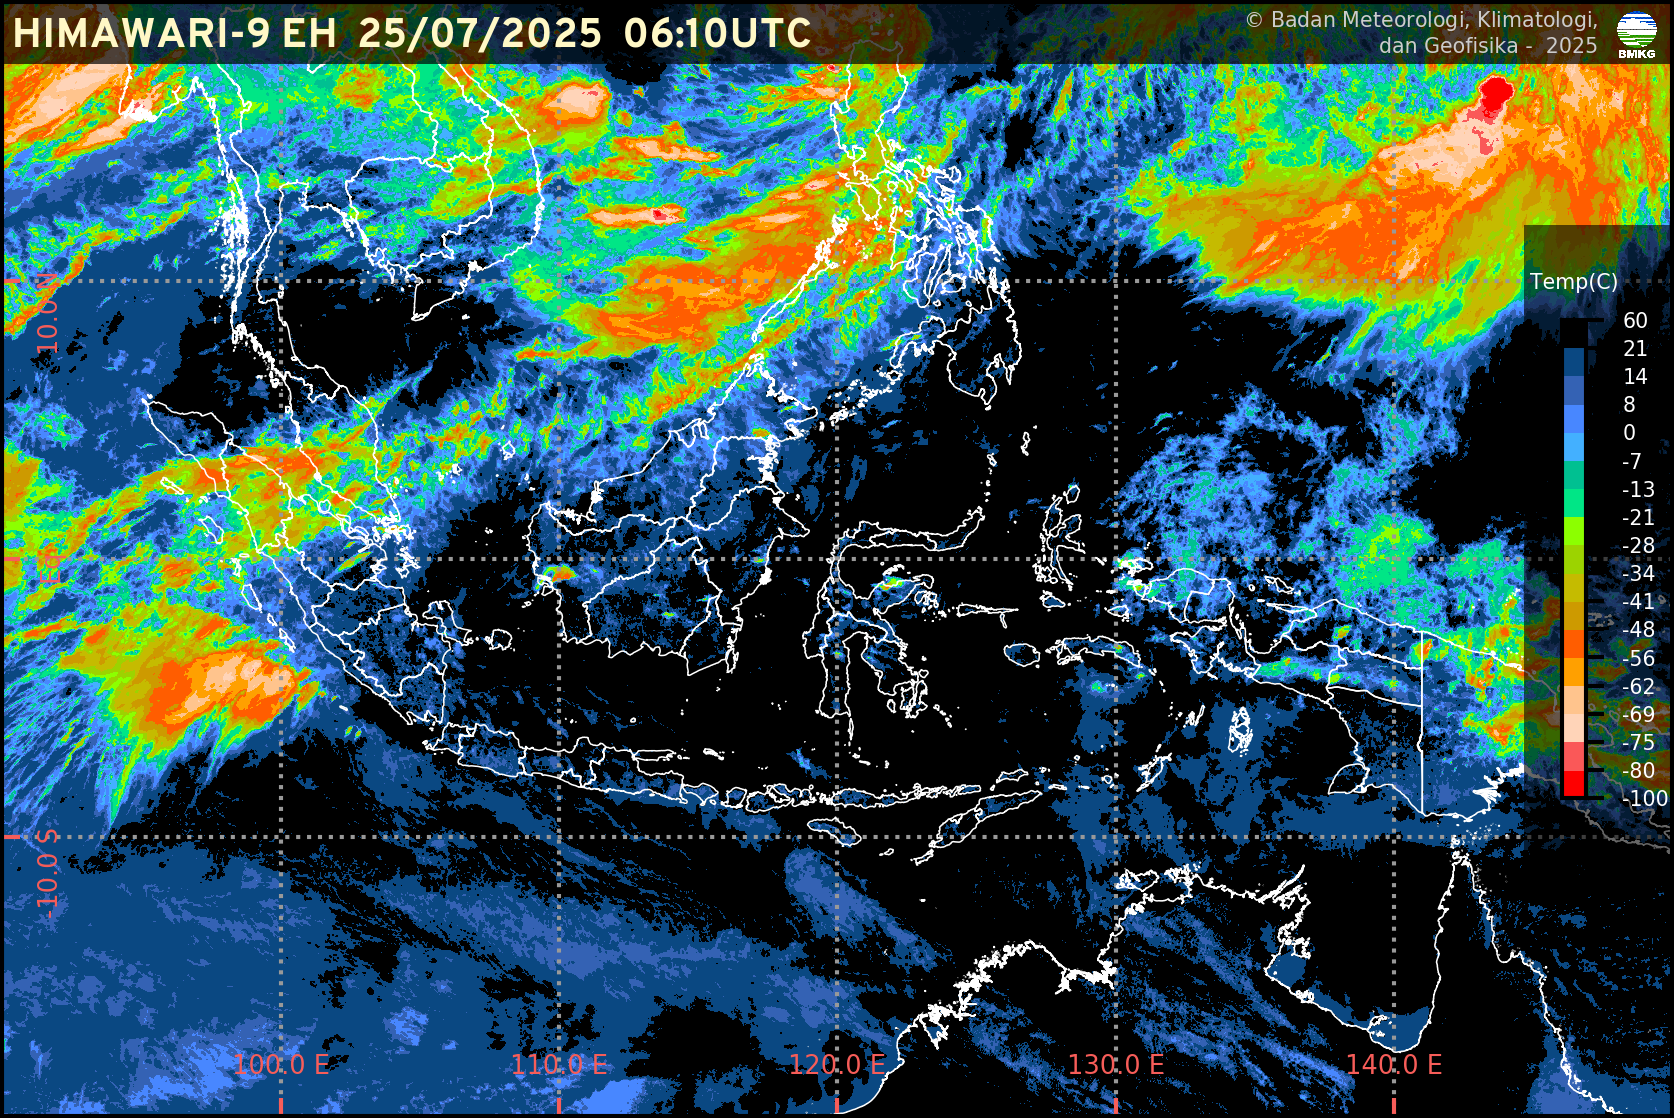 HIMAWARI-9 EH 25/07/2025 06:10UTC
© Badan Meteorologi, Klimatologi,
dan Geofisika - 2025
BMKG
Temp(C)
60
21
14
8
0
-7
-13
-21
-28
-34
-41
-48
-56
-62
-69
-75
-80
-100
10.0 N
Eq.
-10.0 S
100.0 E
110.0 E
120.0 E
130.0 E
140.0 E